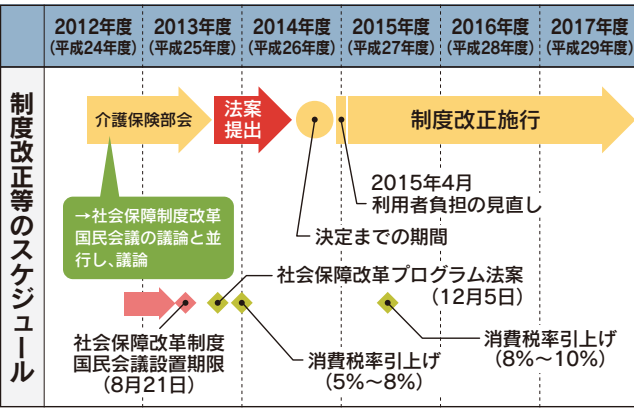 2012年度
(平成24年度)
2013年度
(平成25年度)
2014年度
(平成26年度)
2015年度
(平成27年度)
2016年度
(平成28年度)
2017年度
(平成29年度)
制度改正等のスケジュール
介護保険部会
法案
提出
制度改正施行
2015年4月
利用者負担の見直し
→社会保障制度改革
国民会議の議論と並
行し、議論
決定までの期間
社会保障改革プログラム法案
(12月5日)
社会保障改革制度
国民会議設置期限
(8月21日)
消費税率引上げ
(5%〜8%)
消費税率引上げ
(8%〜10%)